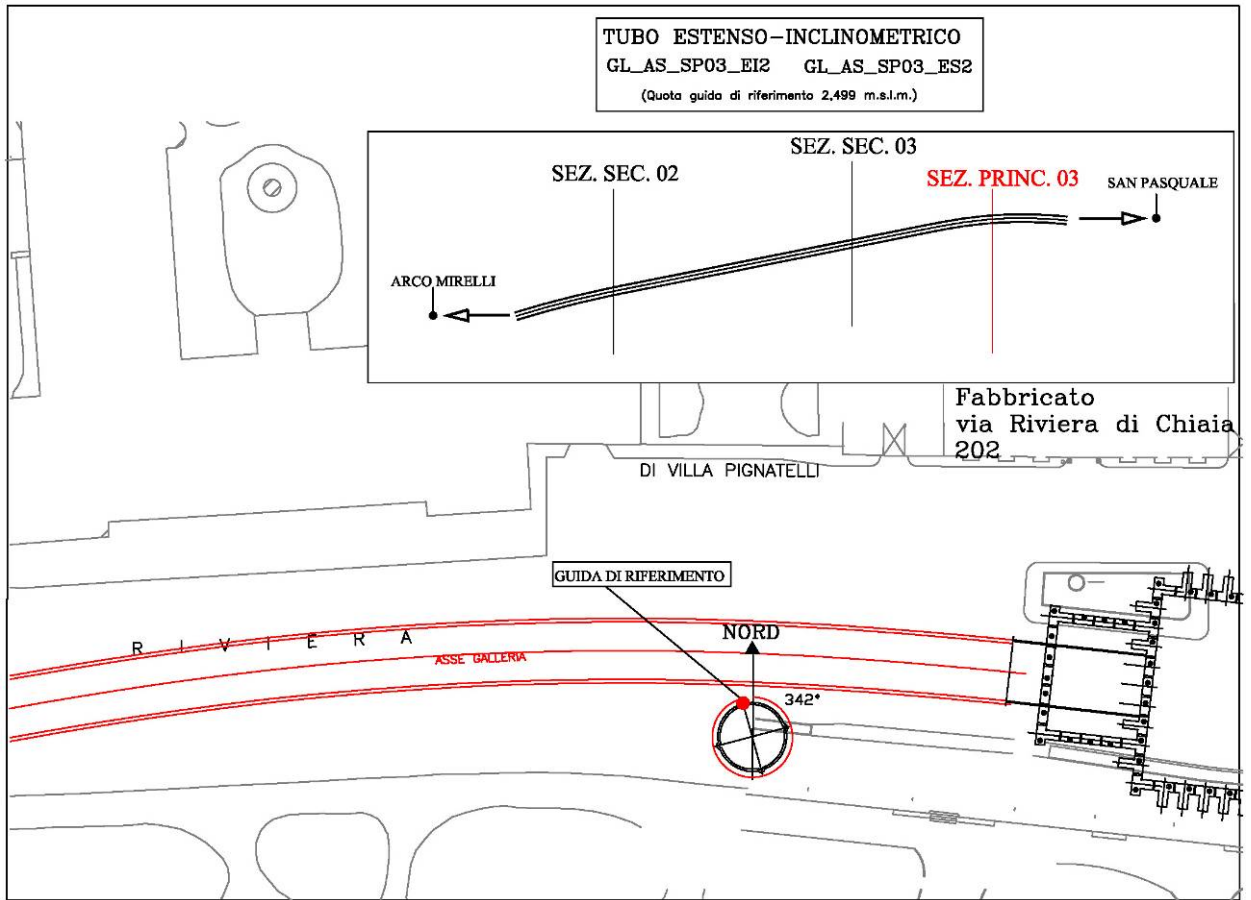 TUBO ESTENSO-INCLINOMETRICO
GL_AS_SP03_EI2 GL_AS_SP03_ES2
(Quota guida di riferimento 2,499 m.s.l.m.)
SEZ. SEC. 02
SEZ. SEC. 03
SEZ. PRINC. 03
SAN PASQUALE
ARCO MIRELLI
Fabbricato
via Riviera di Chiaia
202
DI VILLA PIGNATELLI
GUIDA DI RIFERIMENTO
RIVIERA
NORD
ASSE GALLERIA
342°